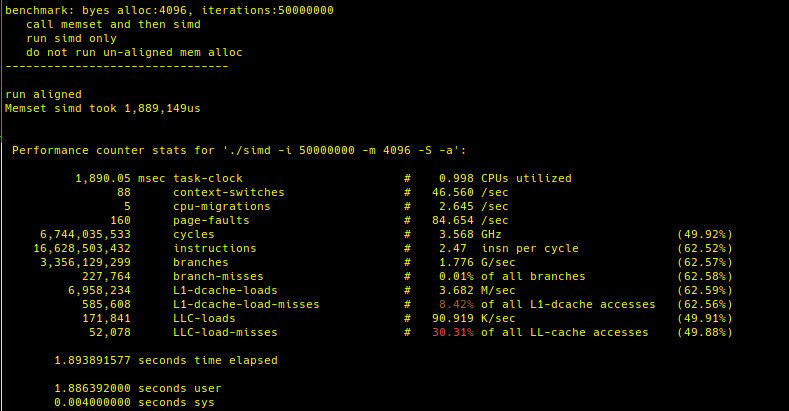 benchmark: byes alloc:4096, iterations:50000000
call memset and then simd
run simd only
do not run un-aligned mem alloc
--------------------------------
run aligned
Memset simd took 1,889,149us
Performance counter stats for './simd -i 50000000 -m 4096 -S -a':
1,890.05 msec task-clock # 0.998 CPUs utilized
88 context-switches # 46.560 /sec
5 cpu-migrations # 2.645 /sec
160 page-faults # 84.654 /sec
6,744,035,533 cycles # 3.568 GHz (49.92%)
16,628,503,432 instructions # 2.47 insn per cycle (62.52%)
3,356,129,299 branches # 1.776 G/sec (62.57%)
227,764 branch-misses # 0.01% of all branches (62.58%)
6,958,234 L1-dcache-loads # 3.682 M/sec (62.59%)
585,608 L1-dcache-load-misses # 8.42% of all L1-dcache accesses (62.56%)
171,841 LLC-loads # 90.919 K/sec (49.91%)
52,078 LLC-load-misses # 30.31% of all LL-cache accesses (49.88%)
1.893891577 seconds time elapsed
1.886392000 seconds user
0.004000000 seconds sys